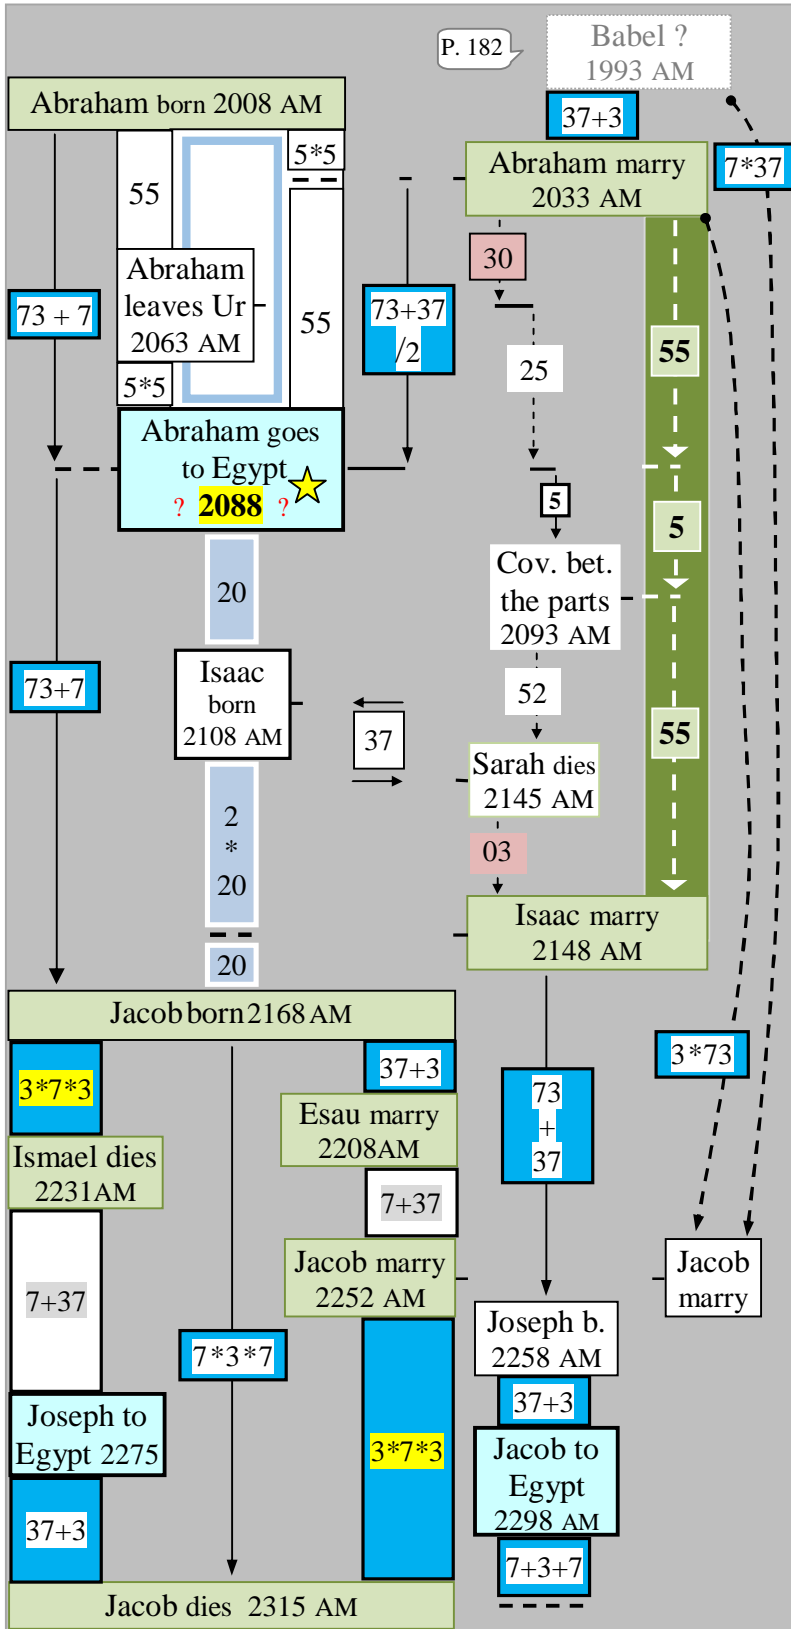 P. 182
Babel ?
1993 AM
Abraham born 2008 AM
37+3
5*5
Abraham marry
2033 AM
7*37
55
30
Abraham
leaves Ur
2063 AM
73 + 7
55
73+37
/2
55
25
5*5
Abraham goes
to Egypt
? 2088 ?
5
5
Cov. bet.
the parts
2093 AM
20
Isaac
born
2108 AM
73+7
52
37
55
Sarah dies
2145 AM
2
*
20
03
Isaac marry
2148 AM
20
Jacob born 2168 AM
3*7*3
37+3
73
+
37
3*73
Esau marry
2208AM
Ismael dies
2231AM
7+37
Jacob marry
2252 AM
Jacob
marry
7+37
7*3*7
Joseph b.
2258 AM
37+3
Joseph to
Egypt 2275
3*7*3
Jacob to
Egypt
2298 AM
37+3
7+3+7
Jacob dies 2315 AM